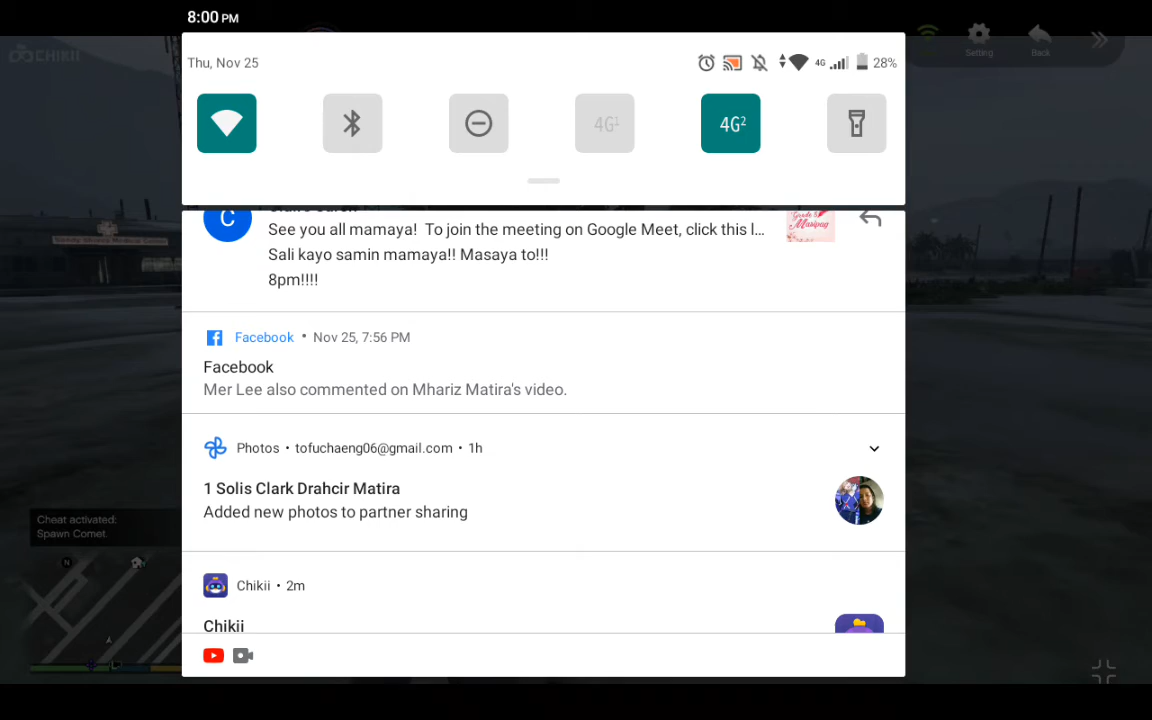 8:00 PM
CHIKII
Setting
Back
Thu, Nov 25
4G
28%
4G1
4G2
C
See you all mamaya!  To join the meeting on Google Meet, click this l...
Sali kayo samin mamaya!! Masaya to!!!
8pm!!!!
Facebook • Nov 25, 7:56 PM
Facebook
Mer Lee also commented on Mhariz Matira's video.
Photos • tofuchaeng06@gmail.com • 1h
1 Solis Clark Drahcir Matira
Added new photos to partner sharing
Cheat activated:
Spawn Comet.
N
Chikii • 2m
Chikii